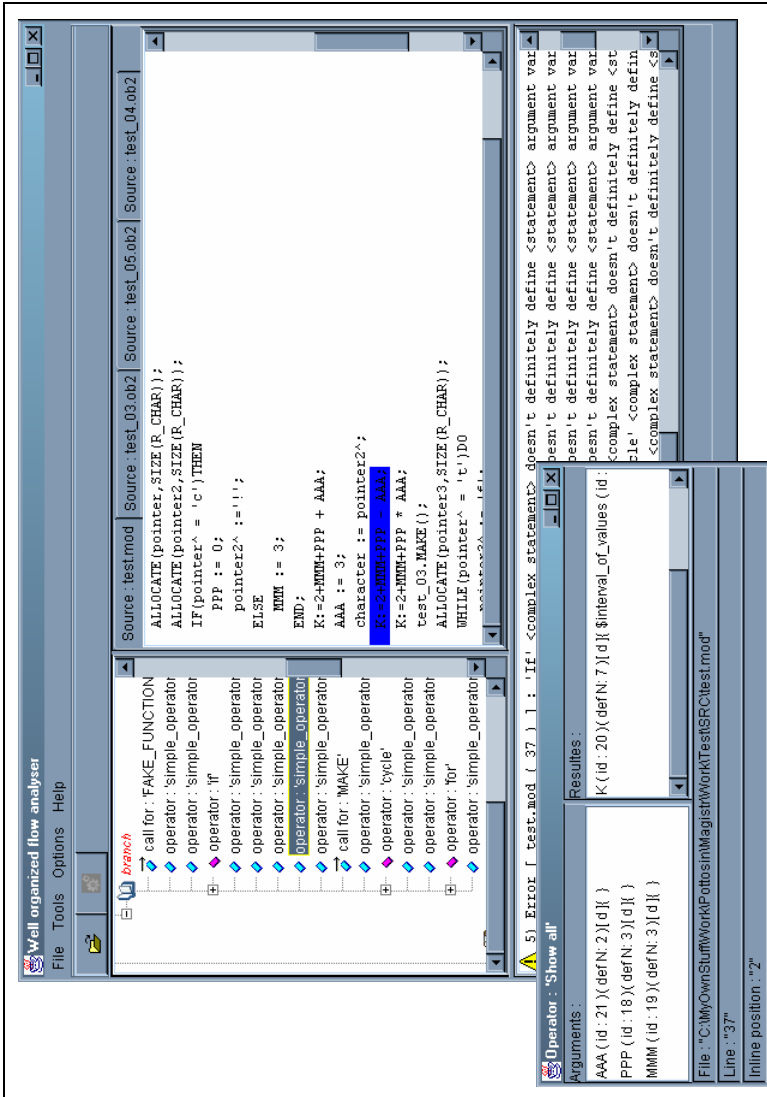 Well organized flow analyser
File Tools Options Help
branch
call for : 'FAKE_FUNCTION
operator : 'simple_operator
operator : 'simple_operator
operator : 'if'
operator : 'simple_operator
operator : 'simple_operator
operator : 'simple_operator
operator : 'simple_operator
operator : 'simple_operator
call for : 'MAKE'
operator : 'cycle'
operator : 'simple_operator
operator : 'simple_operator
operator : 'for'
operator : 'simple_operator
Source : test.mod Source : test_03.ob2 Source : test_05.ob2 Source : test_04.ob2
ALLOCATE(pointer,SIZE(R_CHAR));
ALLOCATE(pointer2,SIZE(R_CHAR));
IF(pointer^ = 'c')THEN
PPP := 0;
pointer2^ :='!';
ELSE
MMM := 3;
END;
K:=2+MMM+PPP + AAA;
AAA := 3;
character := pointer2^;
K:=2+MMM+PPP - AAA;
K:=2+MMM+PPP * AAA;
test_03.MAKE();
ALLOCATE(pointer3,SIZE(R_CHAR));
WHILE(pointer^ = 't')DO
5) Error [ test.mod ( 37 ) ] : 'If' <complex statement> doesn't definitely define <statement> argument var
oesn't definitely define <statement> argument var
oesn't definitely define <statement> argument var
oesn't definitely define <statement> argument var
<complex statement> doesn't definitely define <st
cle' <complex statement> doesn't definitely defin
<complex statement> doesn't definitely define <s
Operator : 'Show all'
Arguments :
AAA ( id : 21 )( def N: 2 )[ d ]{ }
PPP ( id : 18 )( def N: 3 )[ d ]{ }
MMM ( id : 19 )( def N: 3 )[ d ]{ }
Resultes :
K ( id : 20 )( def N: 7 )[ d ]{ $interval_of_values ( id :
File : "C:\MyOwnStuff\Work\Pottosin\Magistr\Work\Test\SRC\test.mod"
Line : "37"
Inline position : "2"